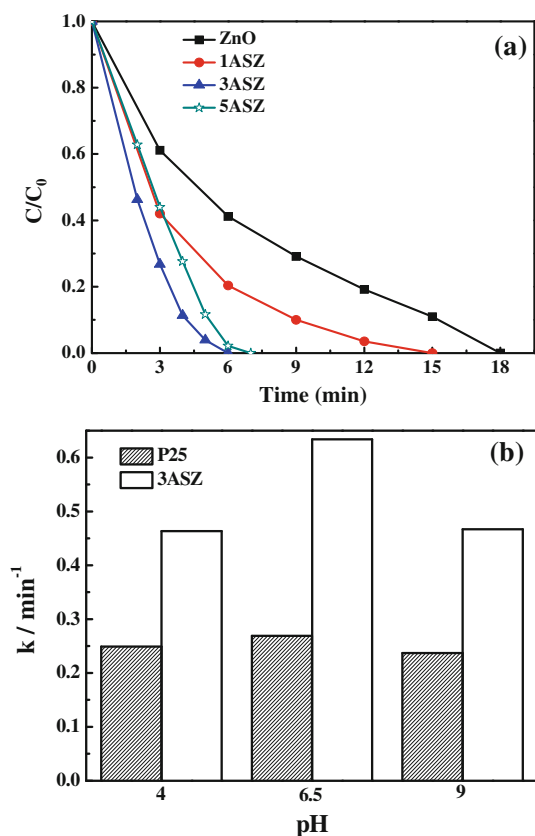 (a)
ZnO
1ASZ
3ASZ
5ASZ
1.0
0.8
0.6
0.4
0.2
0.0
C/C0
0 3 6 9 12 15 18
Time (min)
(b)
P25
3ASZ
0.6
0.5
0.4
0.3
0.2
0.1
0.0
k / min-1
4 6.5 9
pH